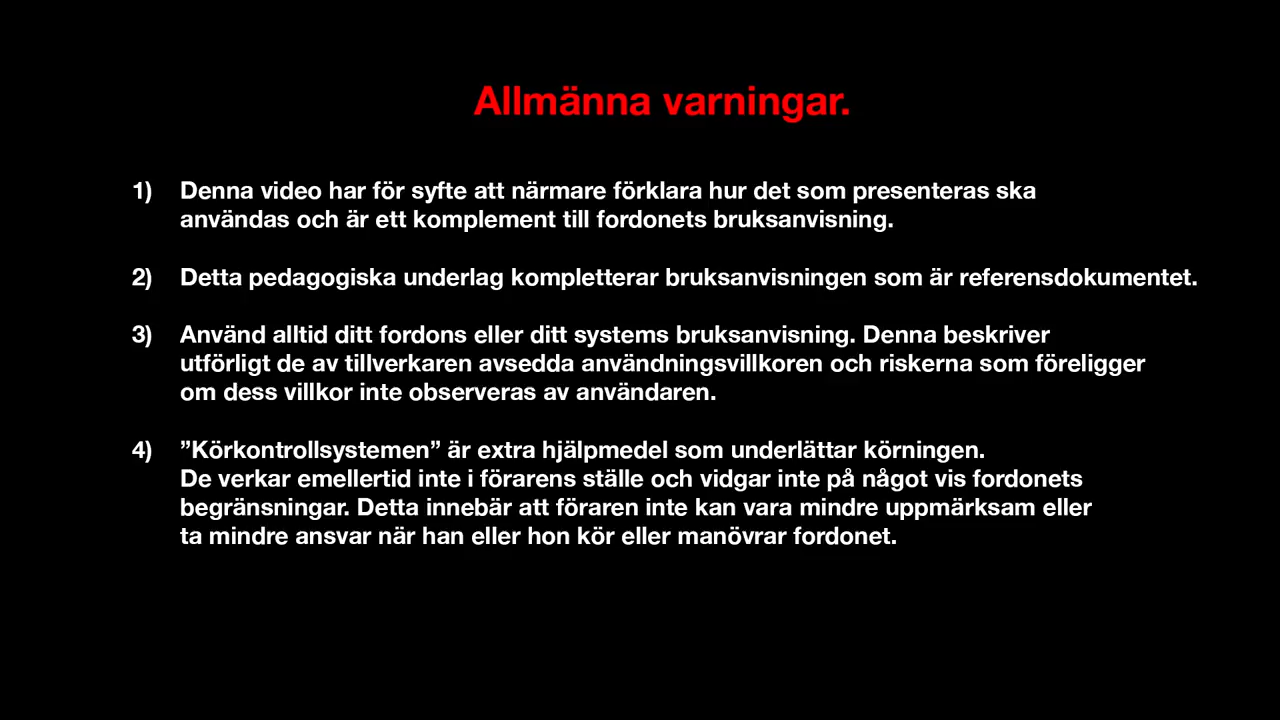 Allmänna varningar.
1) Denna video har för syfte att närmare förklara hur det som presenteras ska
användas och är ett komplement till fordonets bruksanvisning.
2) Detta pedagogiska underlag kompletterar bruksanvisningen som är referensdokumentet.
3) Använd alltid ditt fordons eller ditt systems bruksanvisning. Denna beskriver
utförligt de av tillverkaren avsedda användningsvillkoren och riskerna som föreligger
om dess villkor inte observeras av användaren.
4) ”Körkontrollsystemen” är extra hjälpmedel som underlättar körningen.
De verkar emellertid inte i förarens ställe och vidgar inte på något vis fordonets
begränsningar. Detta innebär att föraren inte kan vara mindre uppmärksam eller
ta mindre ansvar när han eller hon kör eller manövrar fordonet.